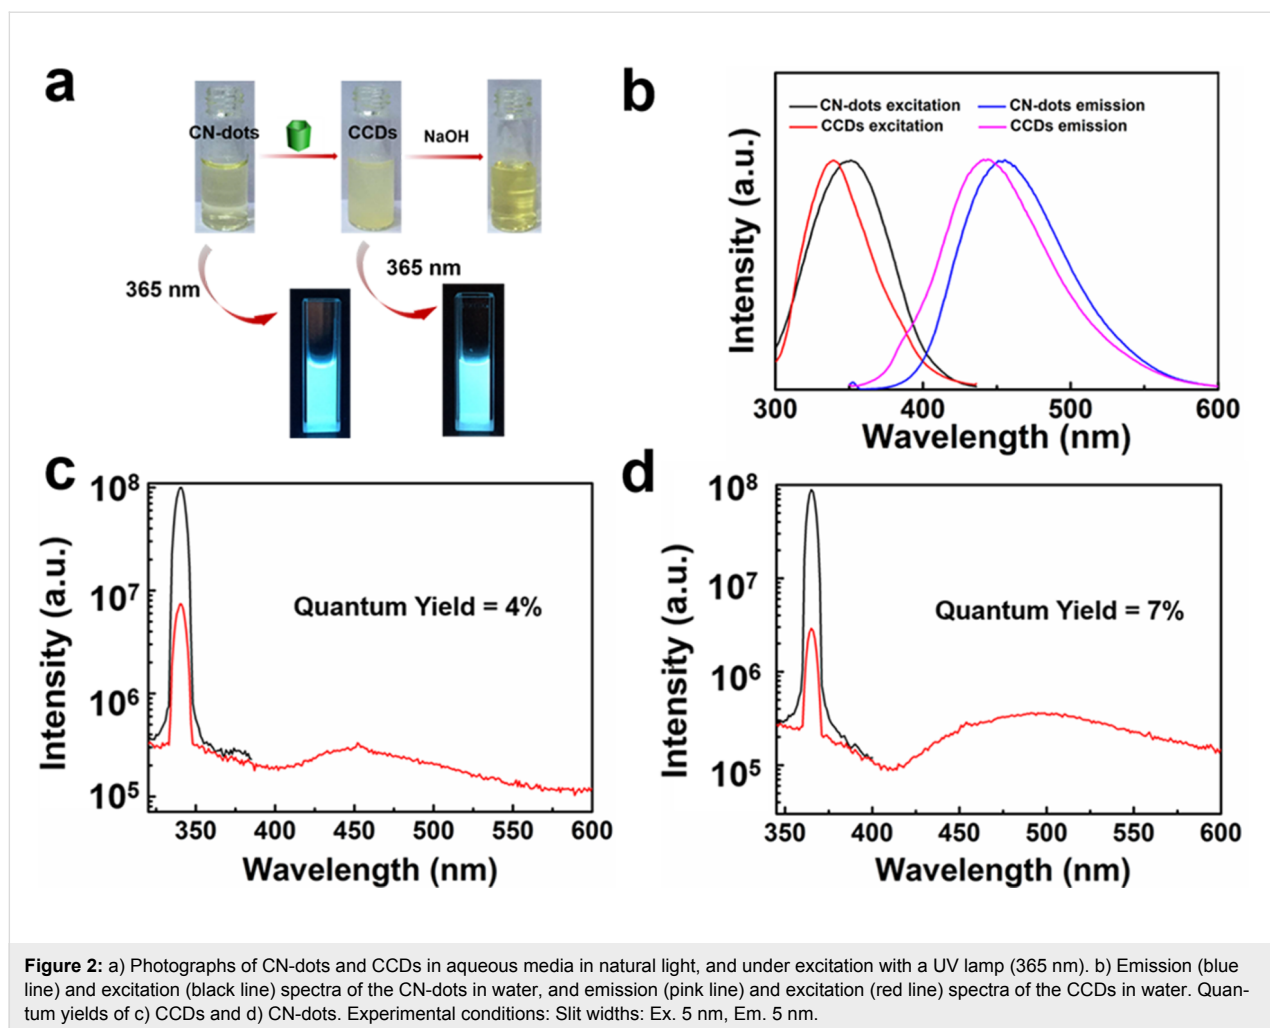 a
CN-dots
CCDs
NaOH
365 nm
365 nm
b
CN-dots excitation
CCDs excitation
CN-dots emission
CCDs emission
Intensity (a.u.)
300
400
500
600
Wavelength (nm)
c
10⁸
10⁷
10⁶
10⁵
Intensity (a.u.)
Quantum Yield = 4%
350
400
450
500
550
600
Wavelength (nm)
d
10⁸
10⁷
10⁶
10⁵
Intensity (a.u.)
Quantum Yield = 7%
350
400
450
500
550
600
Wavelength (nm)
Figure 2: a) Photographs of CN-dots and CCDs in aqueous media in natural light, and under excitation with a UV lamp (365 nm). b) Emission (blue
line) and excitation (black line) spectra of the CN-dots in water, and emission (pink line) and excitation (red line) spectra of the CCDs in water. Quan-
tum yields of c) CCDs and d) CN-dots. Experimental conditions: Slit widths: Ex. 5 nm, Em. 5 nm.